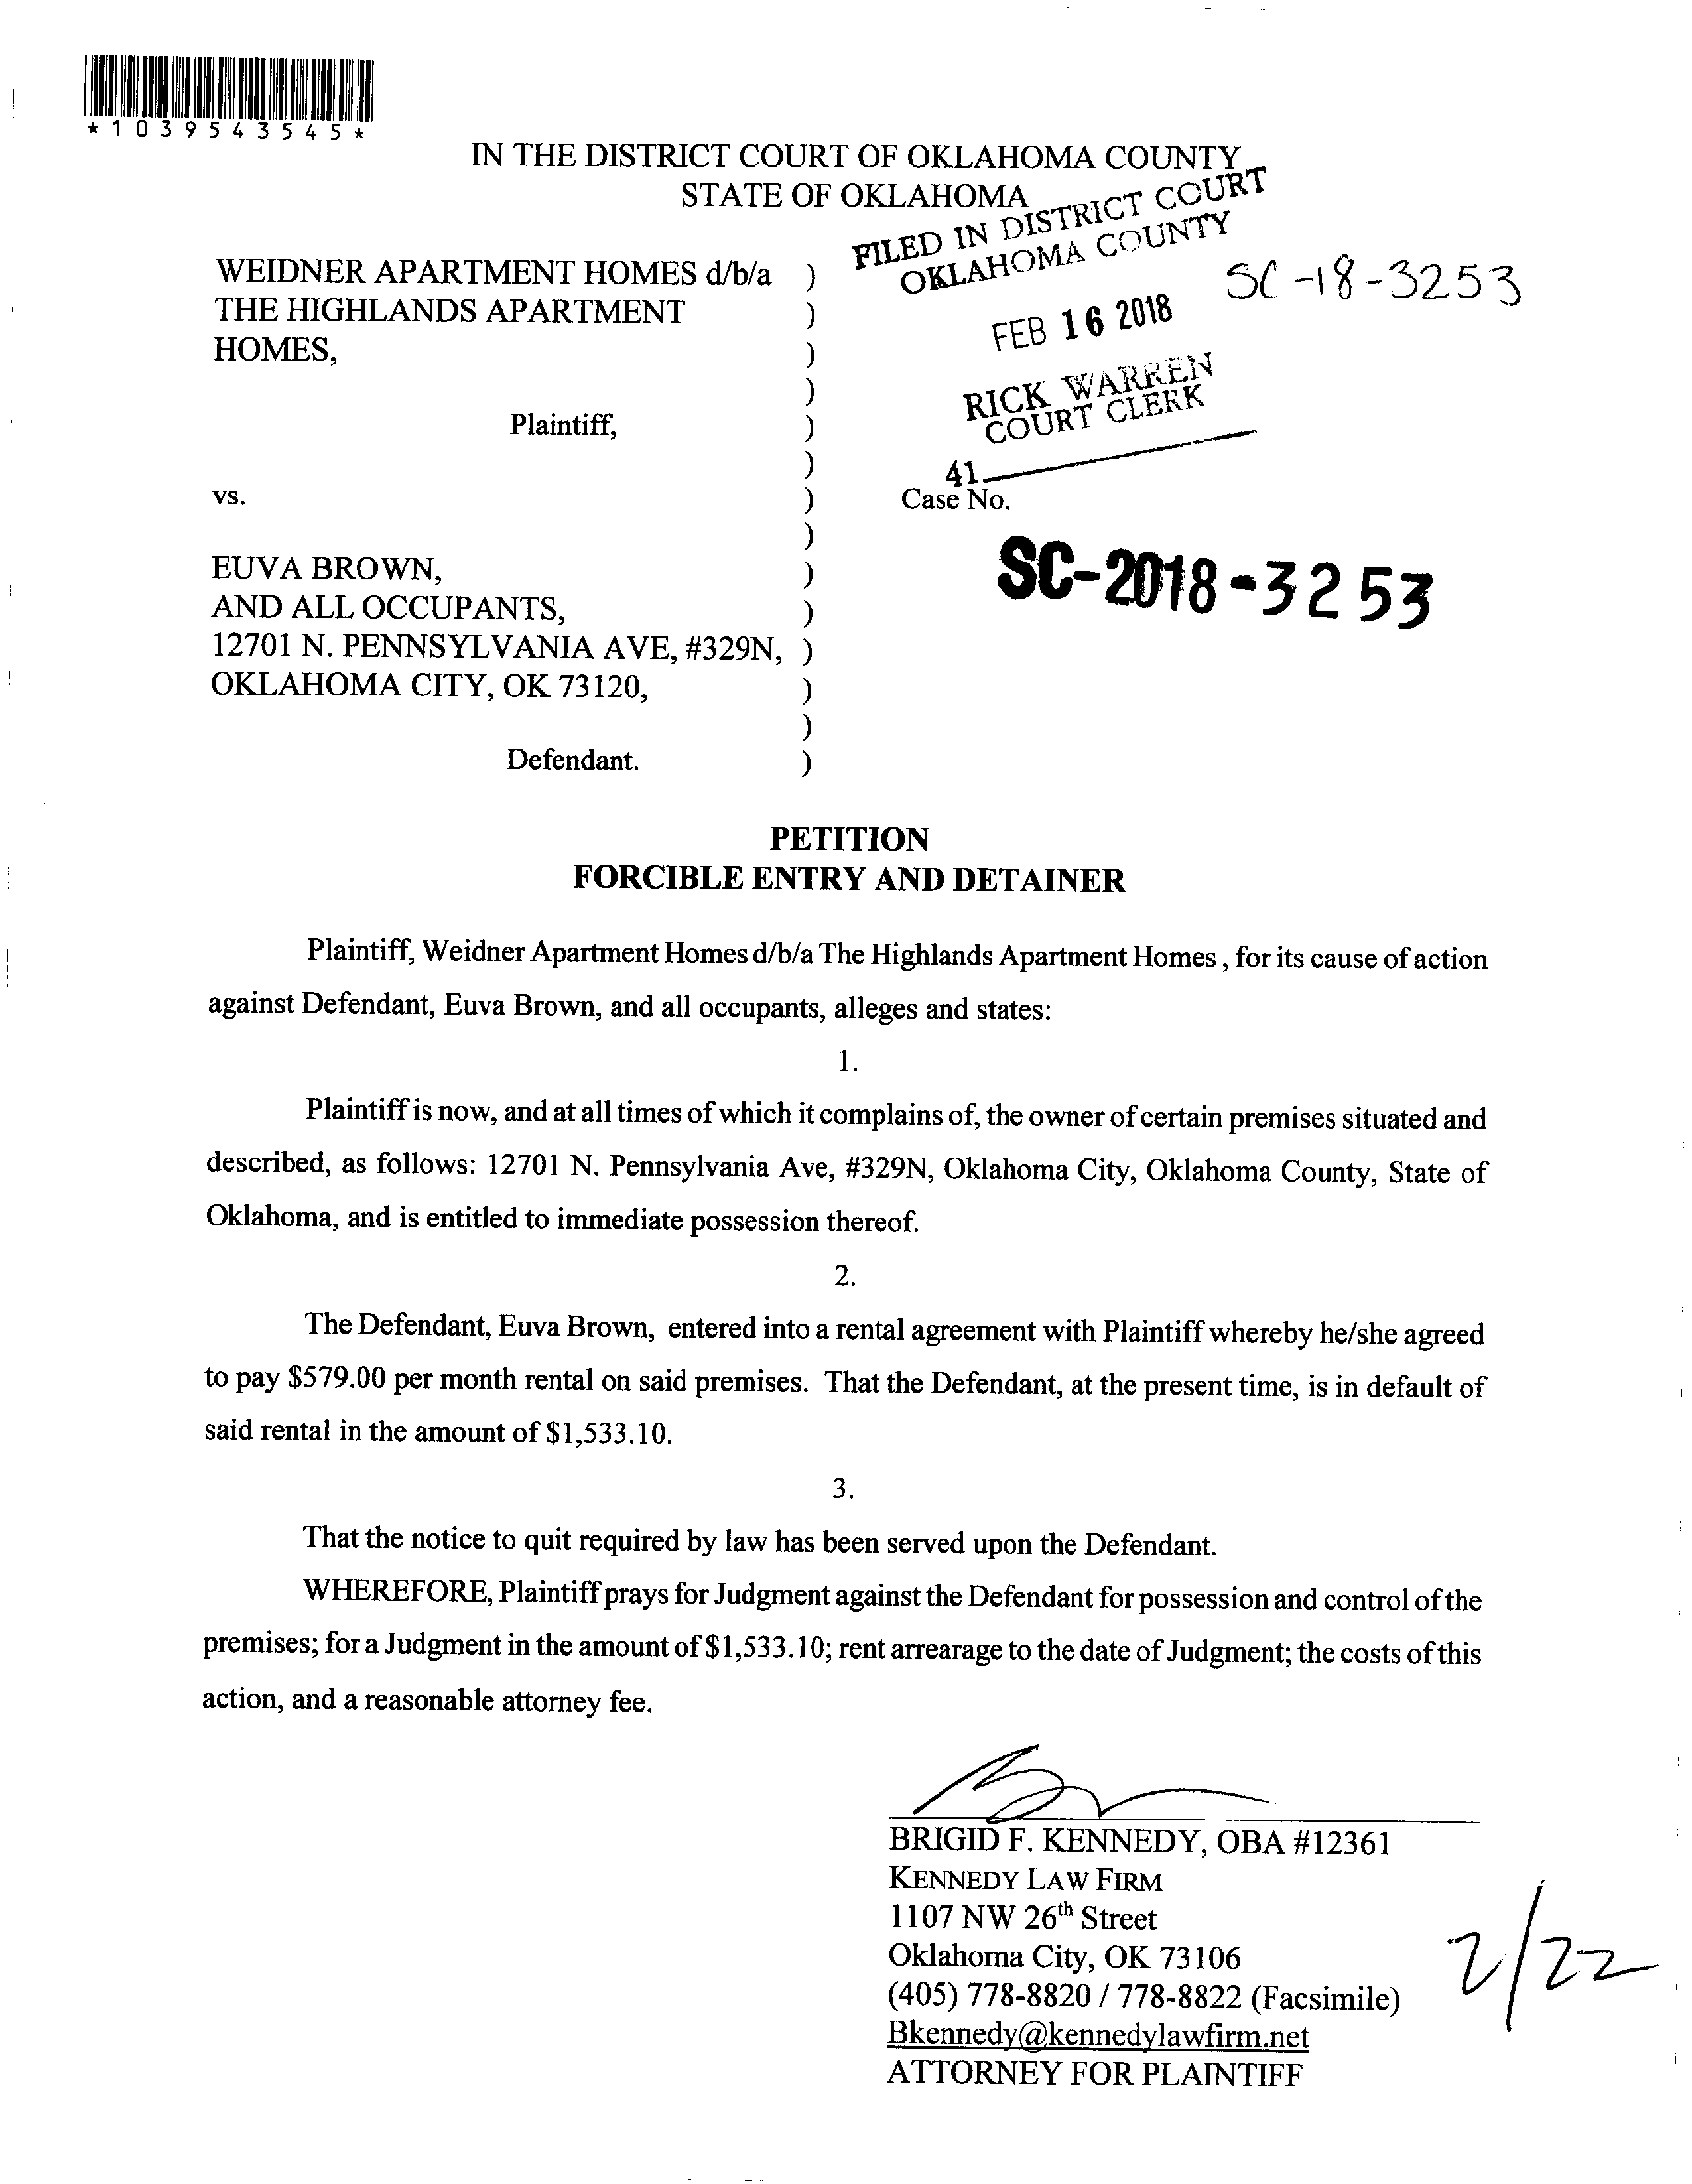 *1039543545*
IN THE DISTRICT COURT OF OKLAHOMA COUNTY
STATE OF OKLAHOMA
FILED IN DISTRICT COURT
OKLAHOMA COUNTY
FEB 16 2018
RICK WARREN
COURT CLERK
41
SC-18-3253
WEIDNER APARTMENT HOMES d/b/a )
THE HIGHLANDS APARTMENT )
HOMES, )
)
Plaintiff, )
)
vs. ) Case No.
)
EUVA BROWN, ) SC-2018-3253
AND ALL OCCUPANTS, )
12701 N. PENNSYLVANIA AVE, #329N, )
OKLAHOMA CITY, OK 73120, )
)
Defendant. )
PETITION
FORCIBLE ENTRY AND DETAINER
Plaintiff, Weidner Apartment Homes d/b/a The Highlands Apartment Homes , for its cause of action
against Defendant, Euva Brown, and all occupants, alleges and states:
1.
Plaintiff is now, and at all times of which it complains of, the owner of certain premises situated and
described, as follows: 12701 N. Pennsylvania Ave, #329N, Oklahoma City, Oklahoma County, State of
Oklahoma, and is entitled to immediate possession thereof.
2.
The Defendant, Euva Brown, entered into a rental agreement with Plaintiff whereby he/she agreed
to pay $579.00 per month rental on said premises. That the Defendant, at the present time, is in default of
said rental in the amount of $1,533.10.
3.
That the notice to quit required by law has been served upon the Defendant.
WHEREFORE, Plaintiff prays for Judgment against the Defendant for possession and control of the
premises; for a Judgment in the amount of $1,533.10; rent arrearage to the date of Judgment; the costs of this
action, and a reasonable attorney fee.
BRIGID F. KENNEDY, OBA #12361
KENNEDY LAW FIRM
1107 NW 26th Street
Oklahoma City, OK 73106
(405) 778-8820 / 778-8822 (Facsimile)
Bkennedy@kennedylawfirm.net
ATTORNEY FOR PLAINTIFF
2/22